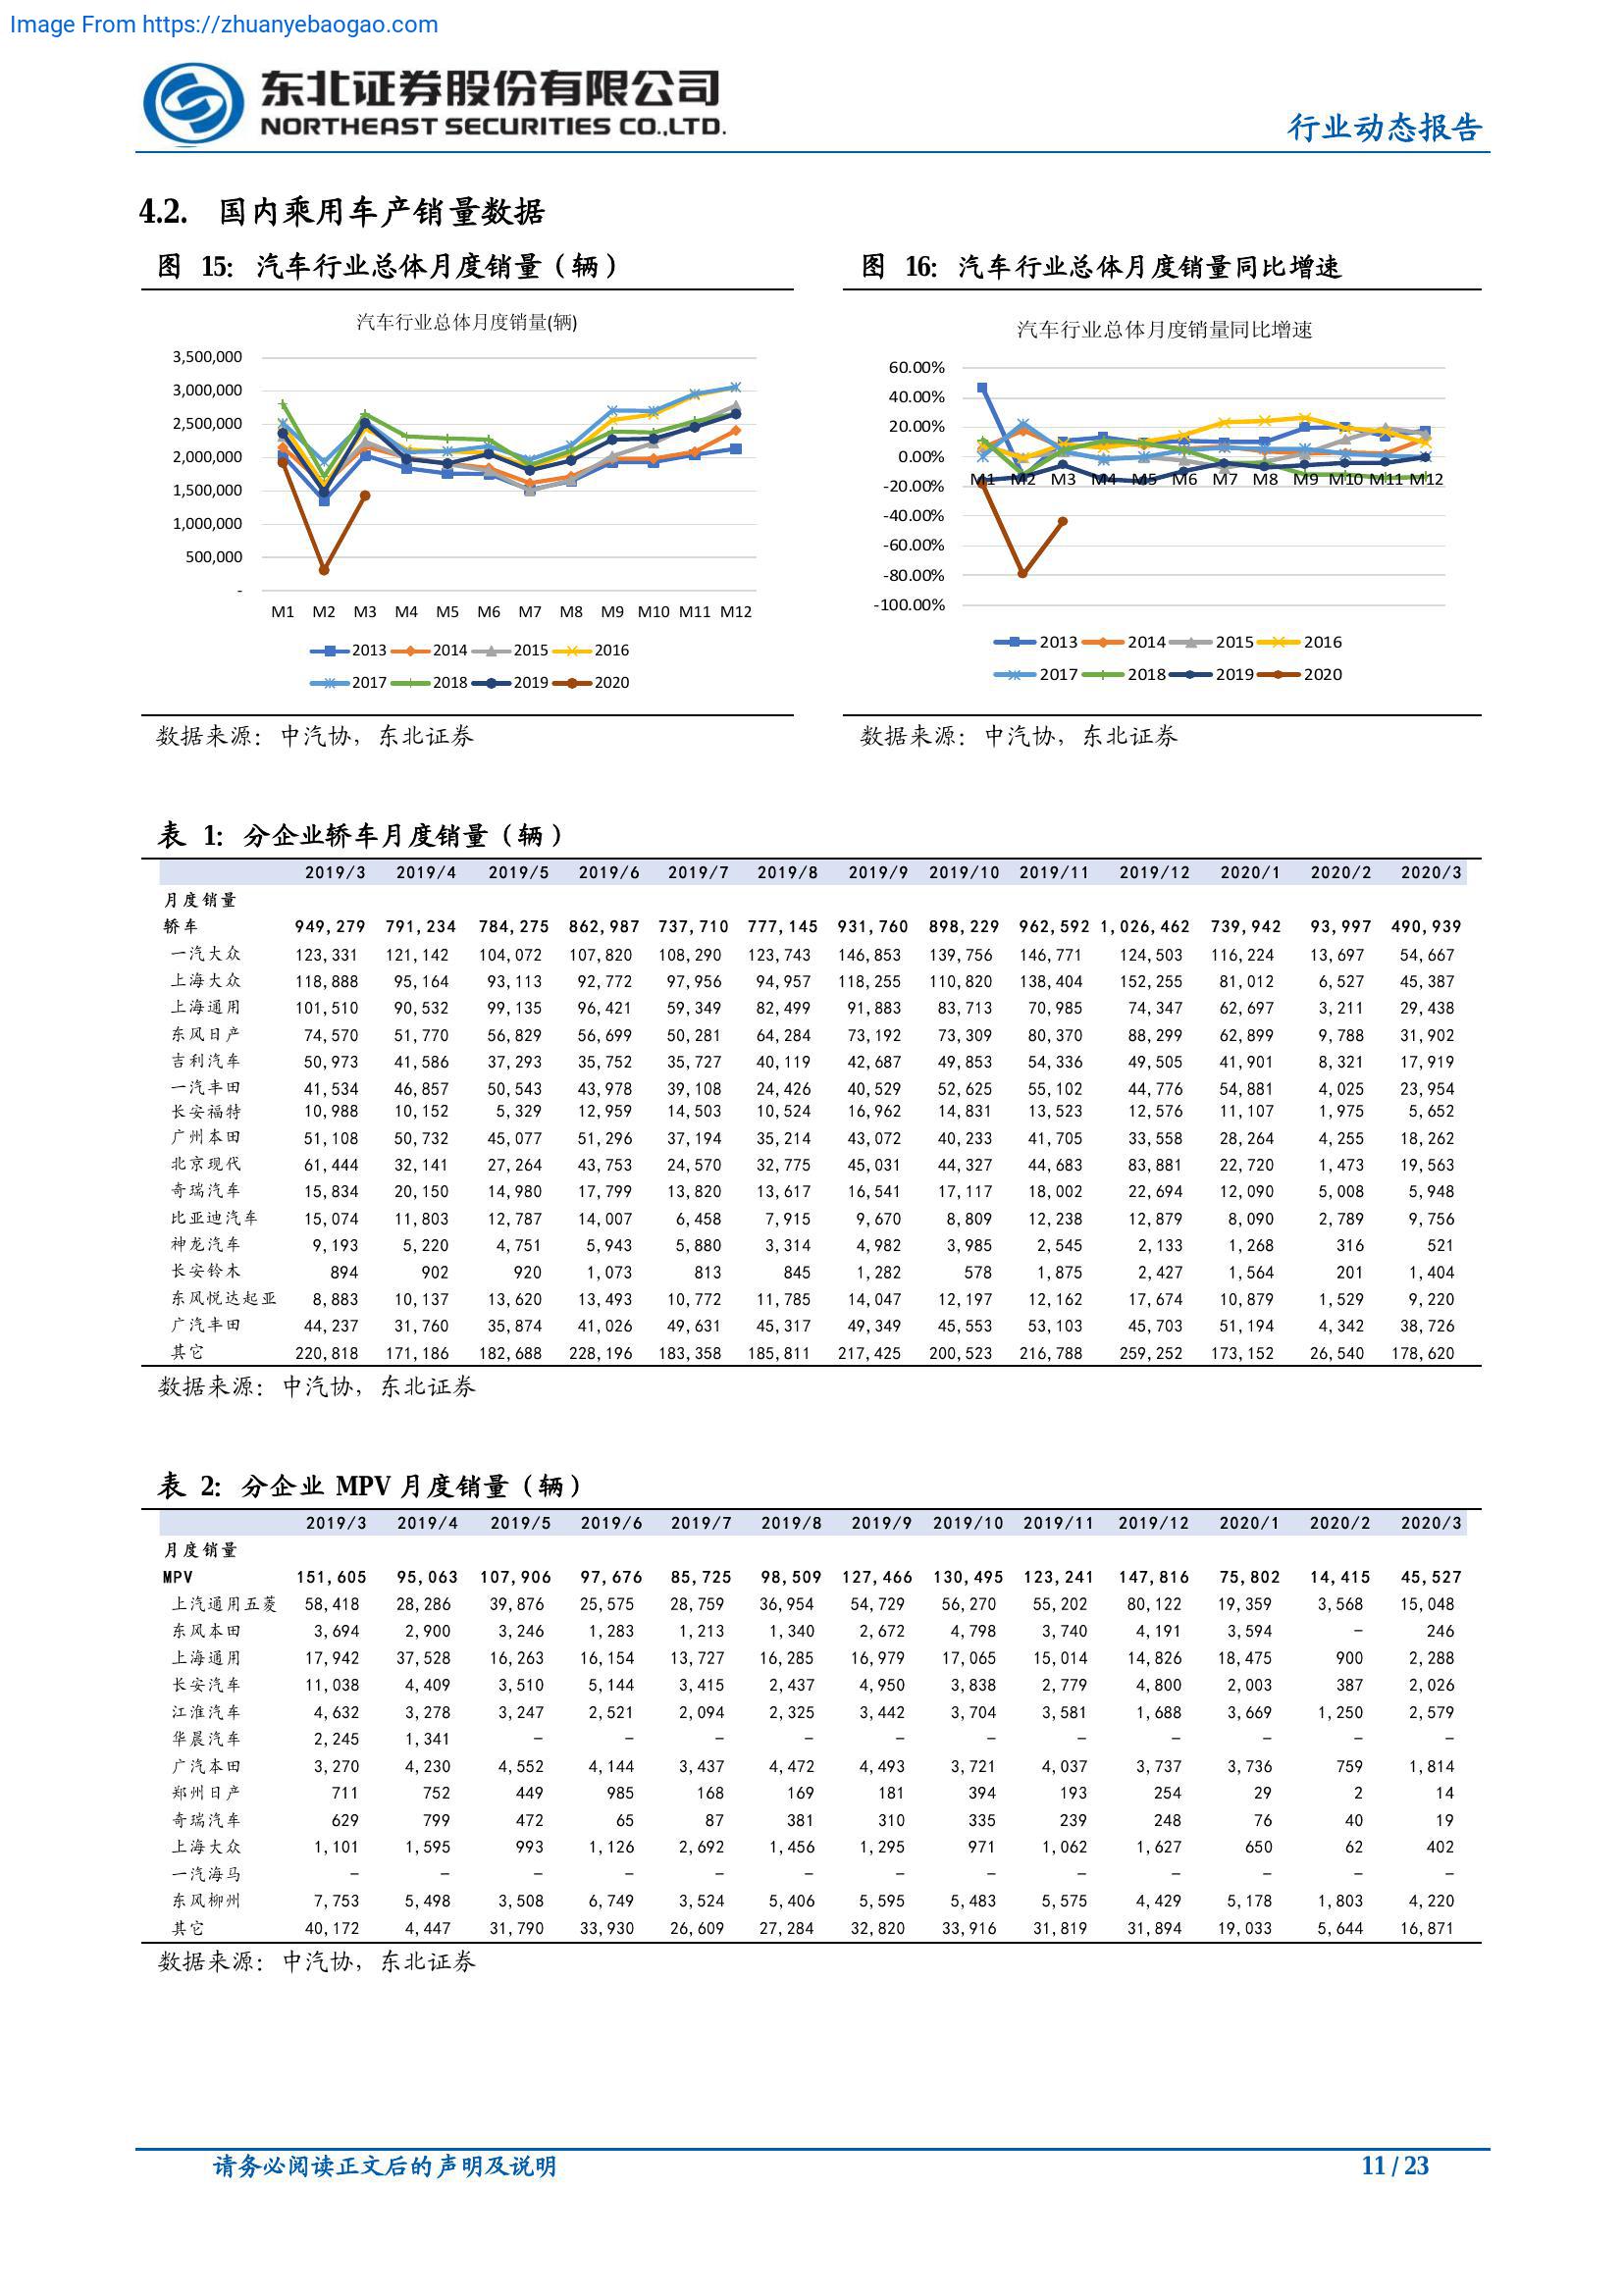 Image From https://zhuanyebaogao.com
东北证券股份有限公司
NORTHEAST SECURITIES CO.,LTD.
行业动态报告
4.2. 国内乘用车产销量数据
图 15: 汽车行业总体月度销量（辆）
图 16: 汽车行业总体月度销量同比增速
汽车行业总体月度销量(辆)
3,500,000
3,000,000
2,500,000
2,000,000
1,500,000
1,000,000
500,000
-
M1 M2 M3 M4 M5 M6 M7 M8 M9 M10 M11 M12
2013 2014 2015 2016
2017 2018 2019 2020
汽车行业总体月度销量同比增速
60.00%
40.00%
20.00%
0.00%
-20.00%
-40.00%
-60.00%
-80.00%
-100.00%
M1 M2 M3 M4 M5 M6 M7 M8 M9 M10 M11 M12
2013 2014 2015 2016
2017 2018 2019 2020
数据来源：中汽协，东北证券
数据来源：中汽协，东北证券
表 1: 分企业轿车月度销量（辆）
2019/3 2019/4 2019/5 2019/6 2019/7 2019/8 2019/9 2019/10 2019/11 2019/12 2020/1 2020/2 2020/3
月度销量
轿车 949,279 791,234 784,275 862,987 737,710 777,145 931,760 898,229 962,592 1,026,462 739,942 93,997 490,939
一汽大众 123,331 121,142 104,072 107,820 108,290 123,743 146,853 139,756 146,771 124,503 116,224 13,697 54,667
上海大众 118,888 95,164 93,113 92,772 97,956 94,957 118,255 110,820 138,404 152,255 81,012 6,527 45,387
上海通用 101,510 90,532 99,135 96,421 59,349 82,499 91,883 83,713 70,985 74,347 62,697 3,211 29,438
东风日产 74,570 51,770 56,829 56,699 50,281 64,284 73,192 73,309 80,370 88,299 62,899 9,788 31,902
吉利汽车 50,973 41,586 37,293 35,752 35,727 40,119 42,687 49,853 54,336 49,505 41,901 8,321 17,919
一汽丰田 41,534 46,857 50,543 43,978 39,108 24,426 40,529 52,625 55,102 44,776 54,881 4,025 23,954
长安福特 10,988 10,152 5,329 12,959 14,503 10,524 16,962 14,831 13,523 12,576 11,107 1,975 5,652
广州本田 51,108 50,732 45,077 51,296 37,194 35,214 43,072 40,233 41,705 33,558 28,264 4,255 18,262
北京现代 61,444 32,141 27,264 43,753 24,570 32,775 45,031 44,327 44,683 83,881 22,720 1,473 19,563
奇瑞汽车 15,834 20,150 14,980 17,799 13,820 13,617 16,541 17,117 18,002 22,694 12,090 5,008 5,948
比亚迪汽车 15,074 11,803 12,787 14,007 6,458 7,915 9,670 8,809 12,238 12,879 8,090 2,789 9,756
神龙汽车 9,193 5,220 4,751 5,943 5,880 3,314 4,982 3,985 2,545 2,133 1,268 316 521
长安铃木 894 902 920 1,073 813 845 1,282 578 1,875 2,427 1,564 201 1,404
东风悦达起亚 8,883 10,137 13,620 13,493 10,772 11,785 14,047 12,197 12,162 17,674 10,879 1,529 9,220
广汽丰田 44,237 31,760 35,874 41,026 49,631 45,317 49,349 45,553 53,103 45,703 51,194 4,342 38,726
其它 220,818 171,186 182,688 228,196 183,358 185,811 217,425 200,523 216,788 259,252 173,152 26,540 178,620
数据来源：中汽协，东北证券
表 2: 分企业 MPV 月度销量（辆）
2019/3 2019/4 2019/5 2019/6 2019/7 2019/8 2019/9 2019/10 2019/11 2019/12 2020/1 2020/2 2020/3
月度销量
MPV 151,605 95,063 107,906 97,676 85,725 98,509 127,466 130,495 123,241 147,816 75,802 14,415 45,527
上汽通用五菱 58,418 28,286 39,876 25,575 28,759 36,954 54,729 56,270 55,202 80,122 19,359 3,568 15,048
东风本田 3,694 2,900 3,246 1,283 1,213 1,340 2,672 4,798 3,740 4,191 3,594 - 246
上海通用 17,942 37,528 16,263 16,154 13,727 16,285 16,979 17,065 15,014 14,826 18,475 900 2,288
长安汽车 11,038 4,409 3,510 5,144 3,415 2,437 4,950 3,838 2,779 4,800 2,003 387 2,026
江淮汽车 4,632 3,278 3,247 2,521 2,094 2,325 3,442 3,704 3,581 1,688 3,669 1,250 2,579
华晨汽车 2,245 1,341 - - - - - - - - - - -
广汽本田 3,270 4,230 4,552 4,144 3,437 4,472 4,493 3,721 4,037 3,737 3,736 759 1,814
郑州日产 711 752 449 985 168 169 181 394 193 254 29 2 14
奇瑞汽车 629 799 472 65 87 381 310 335 239 248 76 40 19
上海大众 1,101 1,595 993 1,126 2,692 1,456 1,295 971 1,062 1,627 650 62 402
一汽海马 - - - - - - - - - - - - -
东风柳州 7,753 5,498 3,508 6,749 3,524 5,406 5,595 5,483 5,575 4,429 5,178 1,803 4,220
其它 40,172 4,447 31,790 33,930 26,609 27,284 32,820 33,916 31,819 31,894 19,033 5,644 16,871
数据来源：中汽协，东北证券
请务必阅读正文后的声明及说明
11 / 23